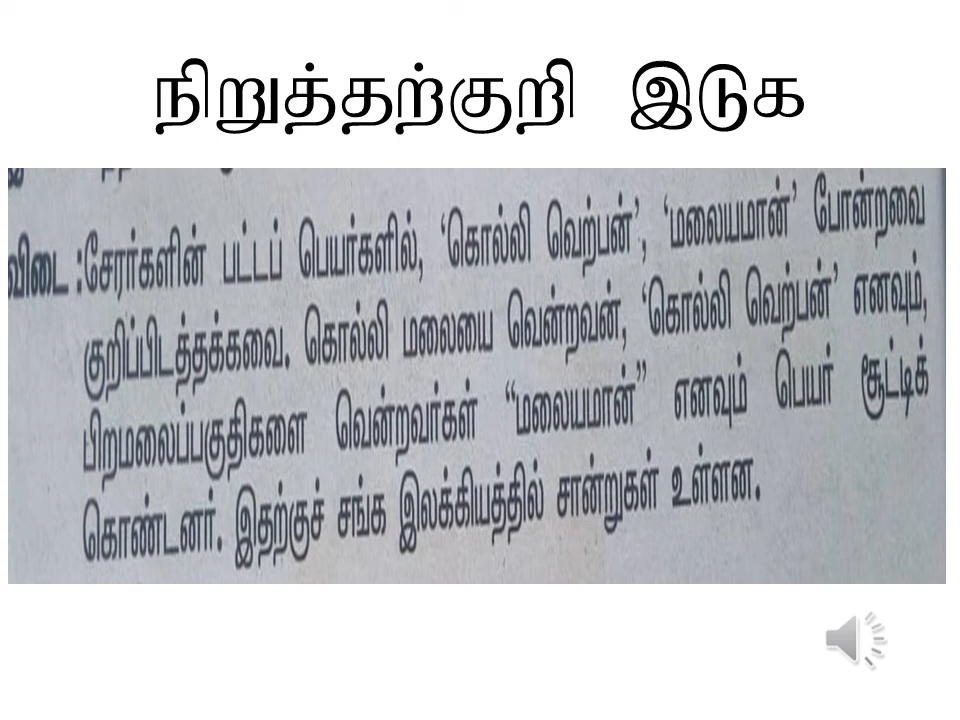 நிறுத்தற்குறி இடுக
விடை : சேரர்களின் பட்டப் பெயர்களில், ‘கொல்லி வெற்பன்’, ‘மலையமான்’ போன்றவை
குறிப்பிடத்தக்கவை. கொல்லி மலையை வென்றவன், ‘கொல்லி வெற்பன்’ எனவும்,
பிறமலைப்பகுதிகளை வென்றவர்கள் “மலையமான்” எனவும் பெயர் சூட்டிக்
கொண்டனர். இதற்குச் சங்க இலக்கியத்தில் சான்றுகள் உள்ளன.